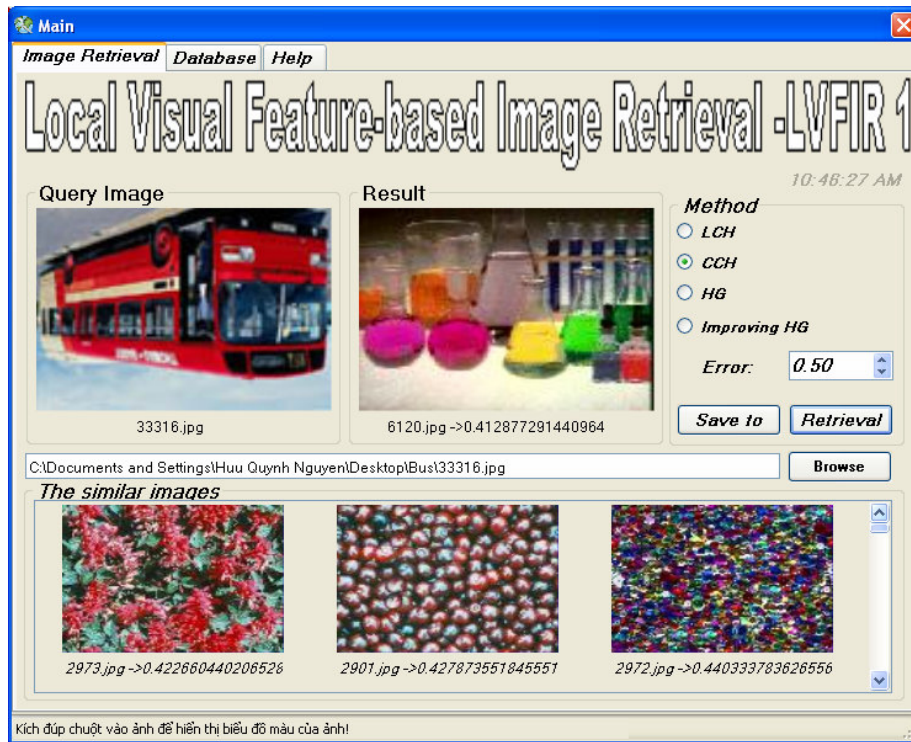 Main
Image Retrieval Database Help
Local Visual Feature-based Image Retrieval -LVFIR 1
10:46:27 AM
Query Image
33316.jpg
Result
6120.jpg ->0.412877291440964
Method
LCH
CCH
HG
Improving HG
Error: 0.50
Save to Retrieval
C:\Documents and Settings\Huu Quynh Nguyen\Desktop\Bus\33316.jpg Browse
The similar images
2973.jpg ->0.422660440206528 2901.jpg ->0.427873551845551 2972.jpg ->0.440333783626556
Kích đúp chuột vào ảnh để hiển thị biểu đồ màu của ảnh!